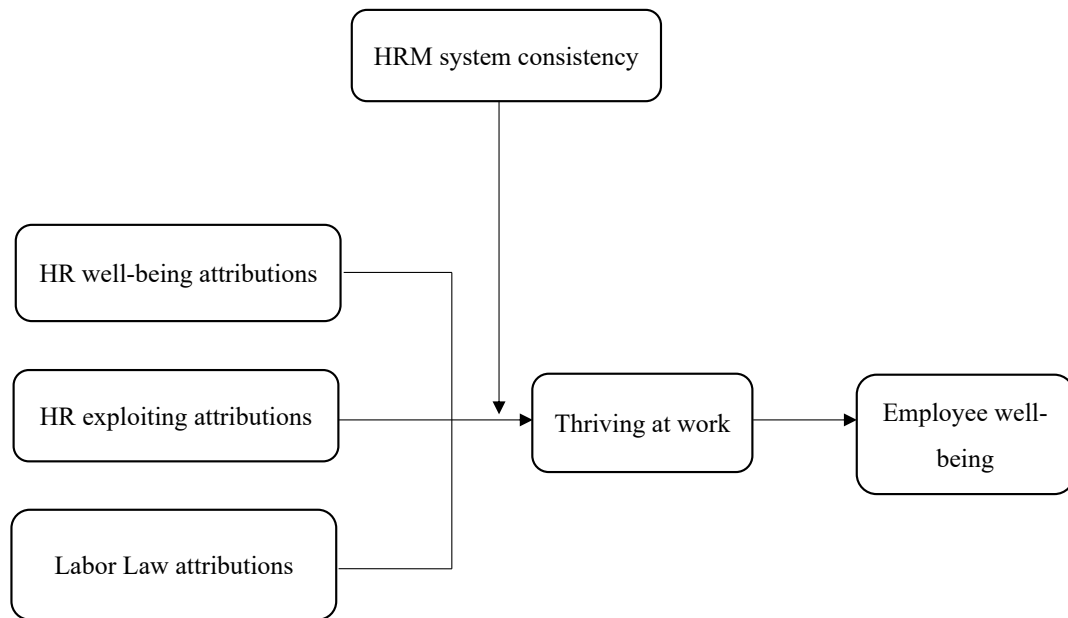 HRM system consistency
HR well-being attributions
HR exploiting attributions
Labor Law attributions
Thriving at work
Employee well-
being